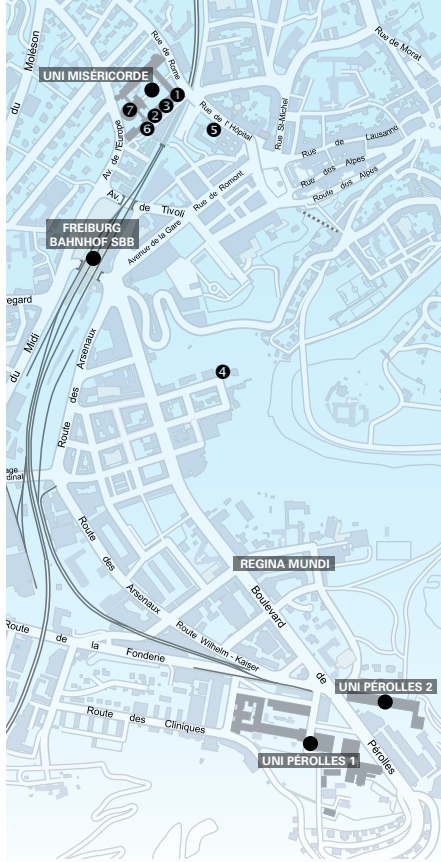 du Moléson
Rue de Rome
Rue de Morat
UNI MISÉRICORDE
7
1
3
2
6
5
Rue de l' Hôpital
Rue St-Michel
Rue de Lausanne
Rue des Alpes
Route des Alpes
Av. de l'Europe
Av. de Tivoli
Rue de Romont
Avenue de la Gare
FREIBURG
BAHNHOF SBB
egard
du Midi
Route des Arsenaux
4
age
dinal
REGINA MUNDI
Route des Arsenaux
Boulevard de Pérolles
Route Wilhelm - Kaiser
Route de la Fonderie
UNI PÉROLLES 2
Route des Cliniques
UNI PÉROLLES 1